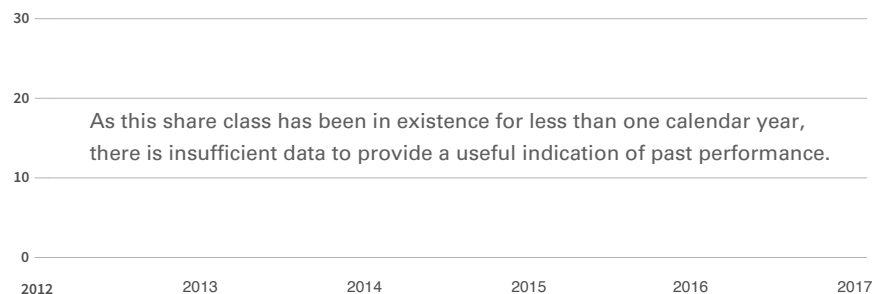 30
20
As this share class has been in existence for less than one calendar year,
there is insufficient data to provide a useful indication of past performance.
10
0
2012 2013 2014 2015 2016 2017